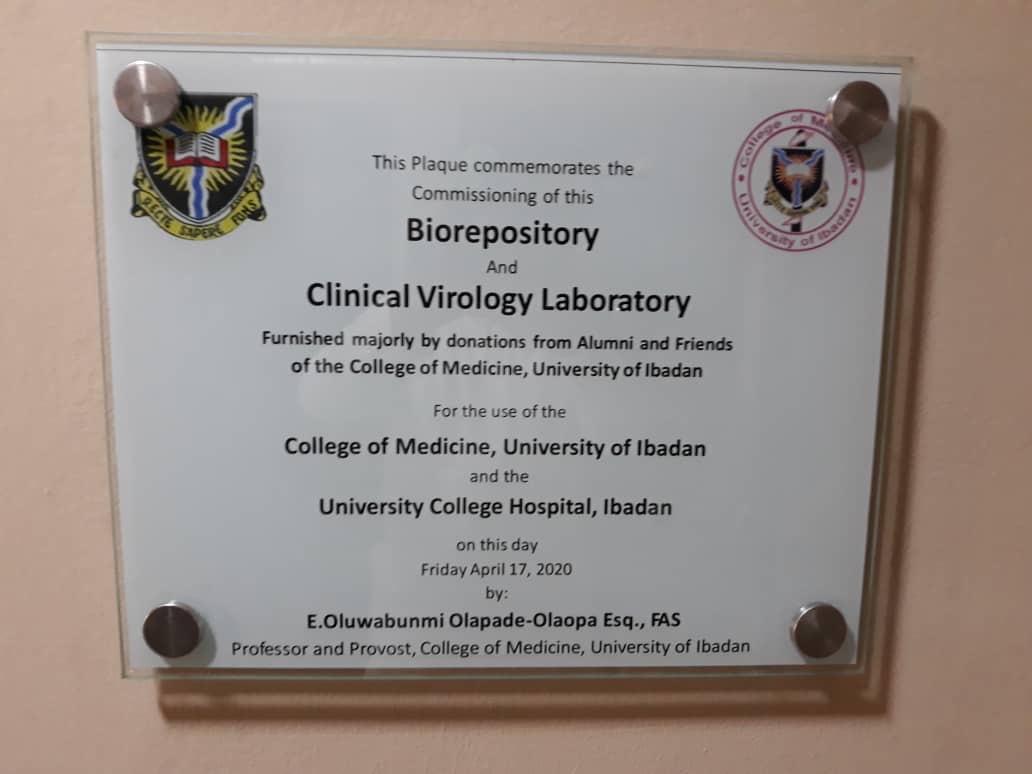 This Plaque commemorates the
Commissioning of this
Biorepository
And
Clinical Virology Laboratory
Furnished majorly by donations from Alumni and Friends
of the College of Medicine, University of Ibadan
For the use of the
College of Medicine, University of Ibadan
and the
University College Hospital, Ibadan
on this day
Friday April 17, 2020
by:
E.Oluwabunmi Olapade-Olaopa Esq., FAS
Professor and Provost, College of Medicine, University of Ibadan
RECTE SAPERE FONS
College of Medicine
University of Ibadan